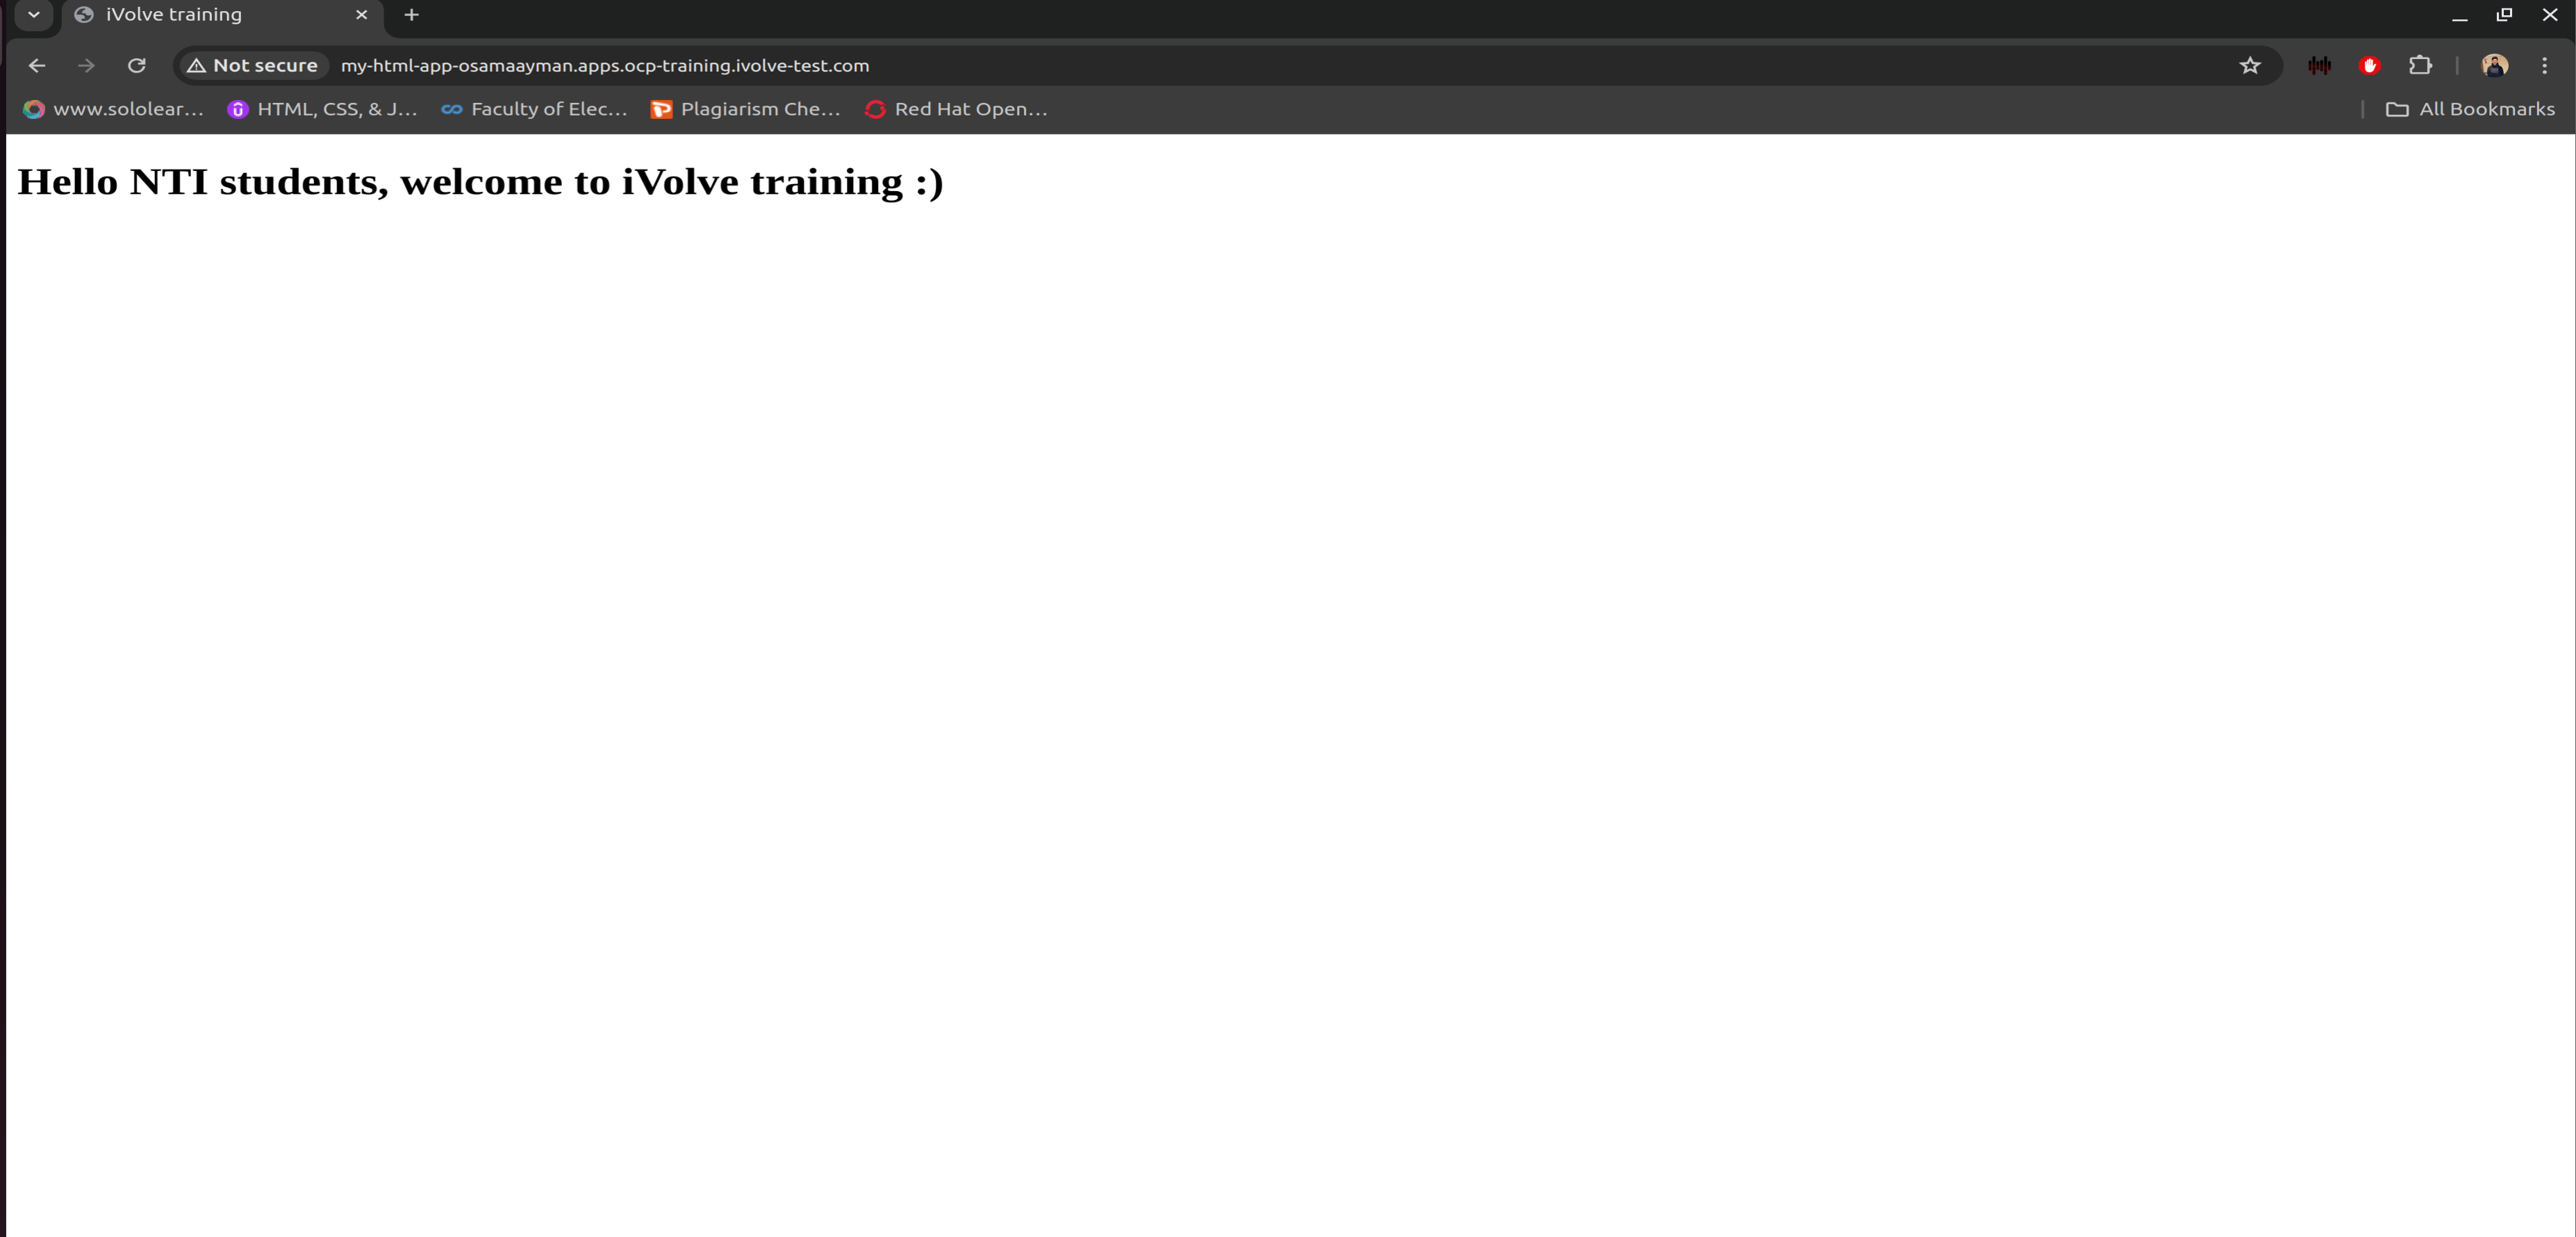 iVolve training
Not secure my-html-app-osamaayman.apps.ocp-training.ivolve-test.com
www.sololear... HTML, CSS, & J... Faculty of Elec... Plagiarism Che... Red Hat Open... All Bookmarks
Hello NTI students, welcome to iVolve training :)